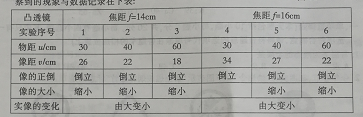 察到的现象与数据记录在下表:
凸透镜 焦距f=14cm 焦距f=16cm
实验序号 1 2 3 4 5 6
物距u/cm 30 40 60 30 40 60
像距v/cm 26 22 18 34 27 22
像的正倒 倒立 倒立 倒立 倒立 倒立 倒立
像的大小 缩小 缩小 缩小 缩小 缩小
实像的变化 由大变小 由大变小